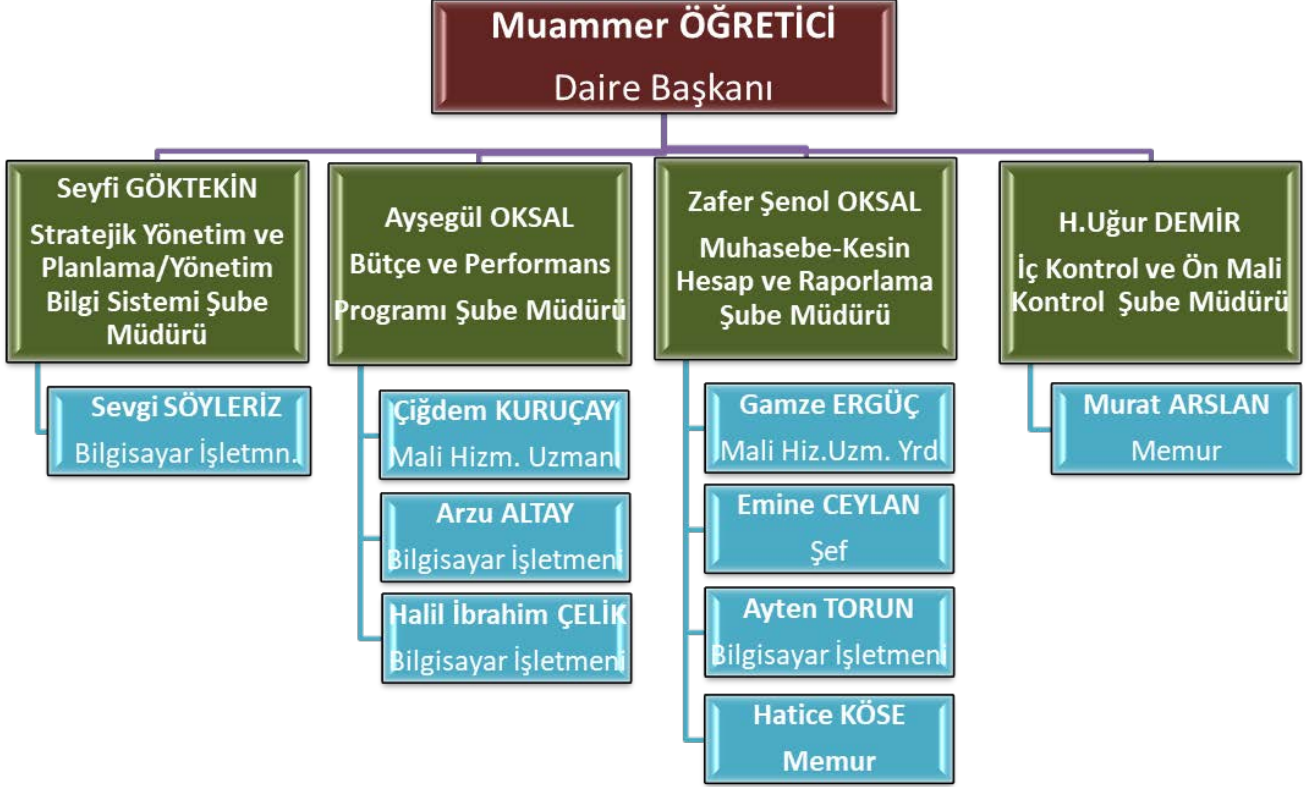 Muammer ÖĞRETİCİ
Daire Başkanı
Seyfi GÖKTEKİN
Stratejik Yönetim ve
Planlama/Yönetim
Bilgi Sistemi Şube
Müdürü
Sevgi SÖYLERİZ
Bilgisayar İşletmn.
Ayşegül OKSAL
Bütçe ve Performans
Programı Şube Müdürü
Çiğdem KURUÇAY
Mali Hizm. Uzmanı
Arzu ALTAY
Bilgisayar İşletmeni
Halil İbrahim ÇELİK
Bilgisayar İşletmeni
Zafer Şenol OKSAL
Muhasebe-Kesin
Hesap ve Raporlama
Şube Müdürü
Gamze ERGÜÇ
Mali Hiz.Uzm. Yrd
Emine CEYLAN
Şef
Ayten TORUN
Bilgisayar İşletmeni
Hatice KÖSE
Memur
H.Uğur DEMİR
İç Kontrol ve Ön Mali
Kontrol Şube Müdürü
Murat ARSLAN
Memur